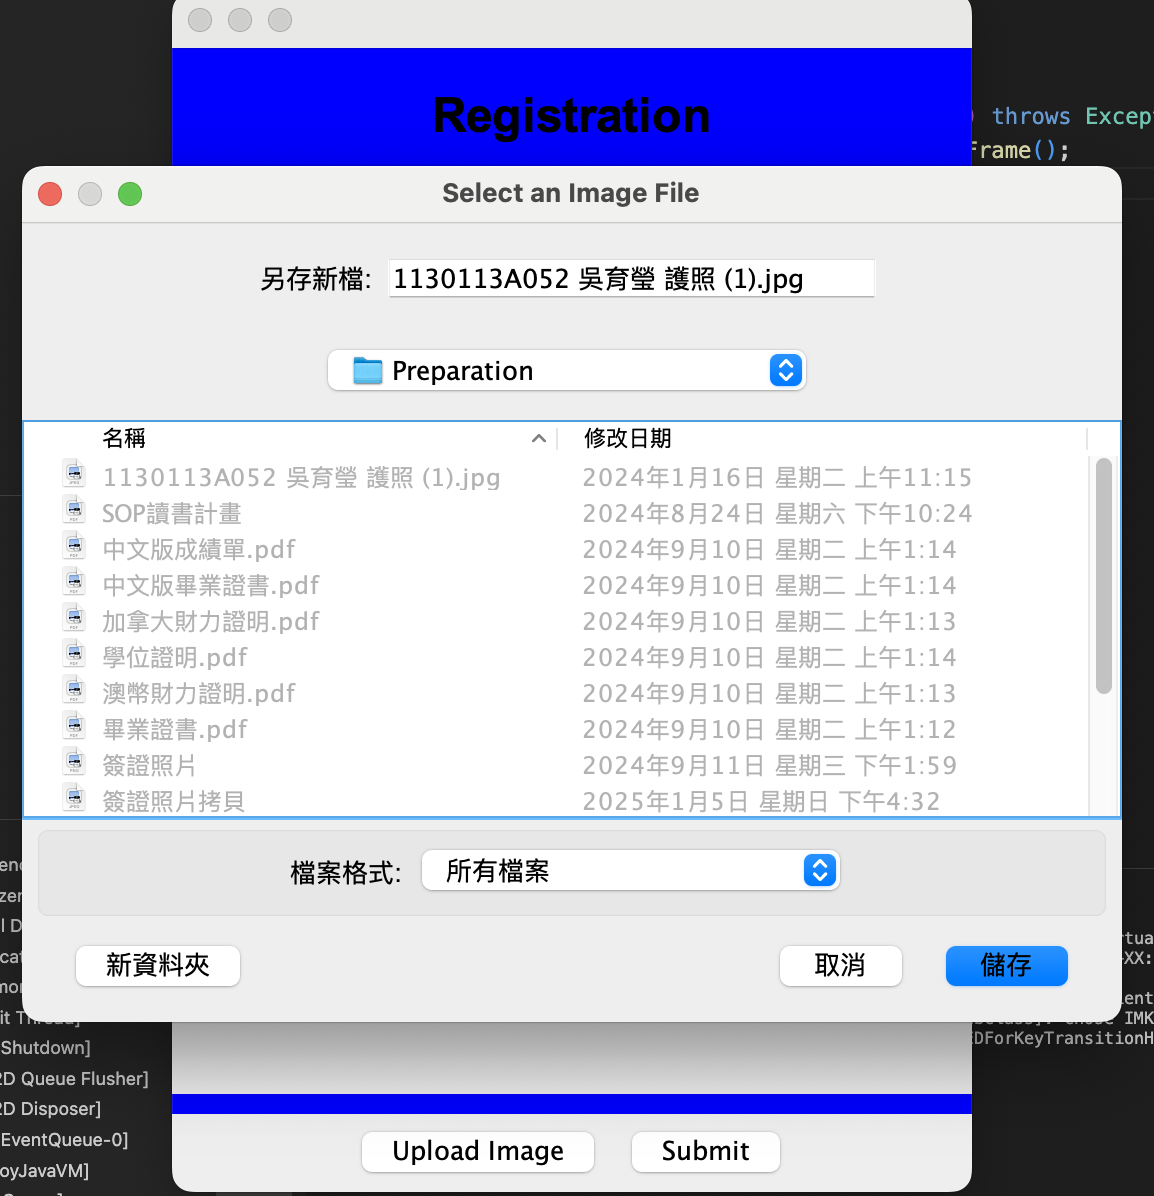 Registration
) throws Excep
Frame();
Select an Image File
另存新檔: 1130113A052 吳育瑩 護照 (1).jpg
Preparation
名稱 修改日期
1130113A052 吳育瑩 護照 (1).jpg 2024年1月16日 星期二 上午11:15
SOP讀書計畫 2024年8月24日 星期六 下午10:24
中文版成績單.pdf 2024年9月10日 星期二 上午1:14
中文版畢業證書.pdf 2024年9月10日 星期二 上午1:14
加拿大財力證明.pdf 2024年9月10日 星期二 上午1:13
學位證明.pdf 2024年9月10日 星期二 上午1:14
澳幣財力證明.pdf 2024年9月10日 星期二 上午1:13
畢業證書.pdf 2024年9月10日 星期二 上午1:12
簽證照片 2024年9月11日 星期三 下午1:59
簽證照片拷貝 2025年1月5日 星期日 下午4:32
檔案格式: 所有檔案
新資料夾 取消 儲存
rtua
-XX:
IMK
DForKeyTransitionH
Shutdown]
2D Queue Flusher]
2D Disposer]
EventQueue-0]
oyJavaVM]
Upload Image Submit